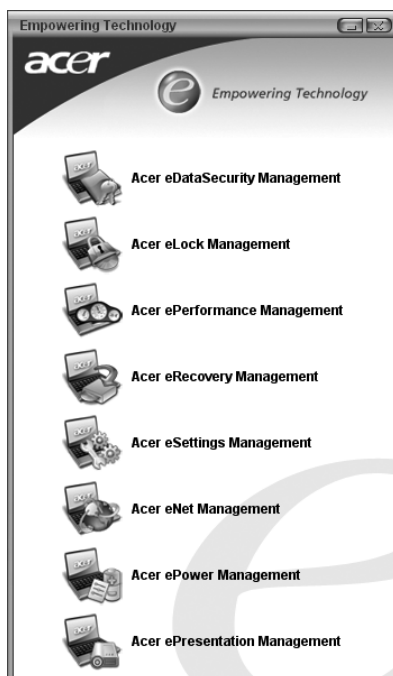 Empowering Technology
acer
e Empowering Technology
Acer eDataSecurity Management
Acer eLock Management
Acer ePerformance Management
Acer eRecovery Management
Acer eSettings Management
Acer eNet Management
Acer ePower Management
Acer ePresentation Management